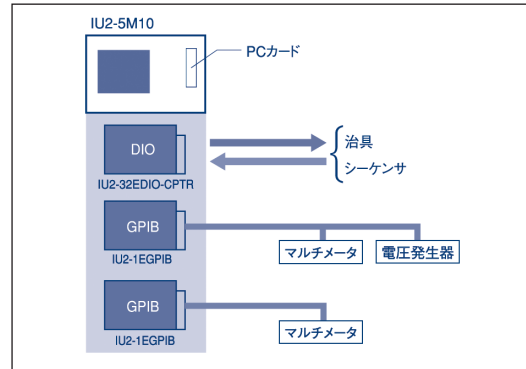 IU2-5M10
PCカード
DIO
IU2-32EDIO-CPTR
治具
シーケンサ
GPIB
IU2-1EGPIB
マルチメータ
電圧発生器
GPIB
IU2-1EGPIB
マルチメータ